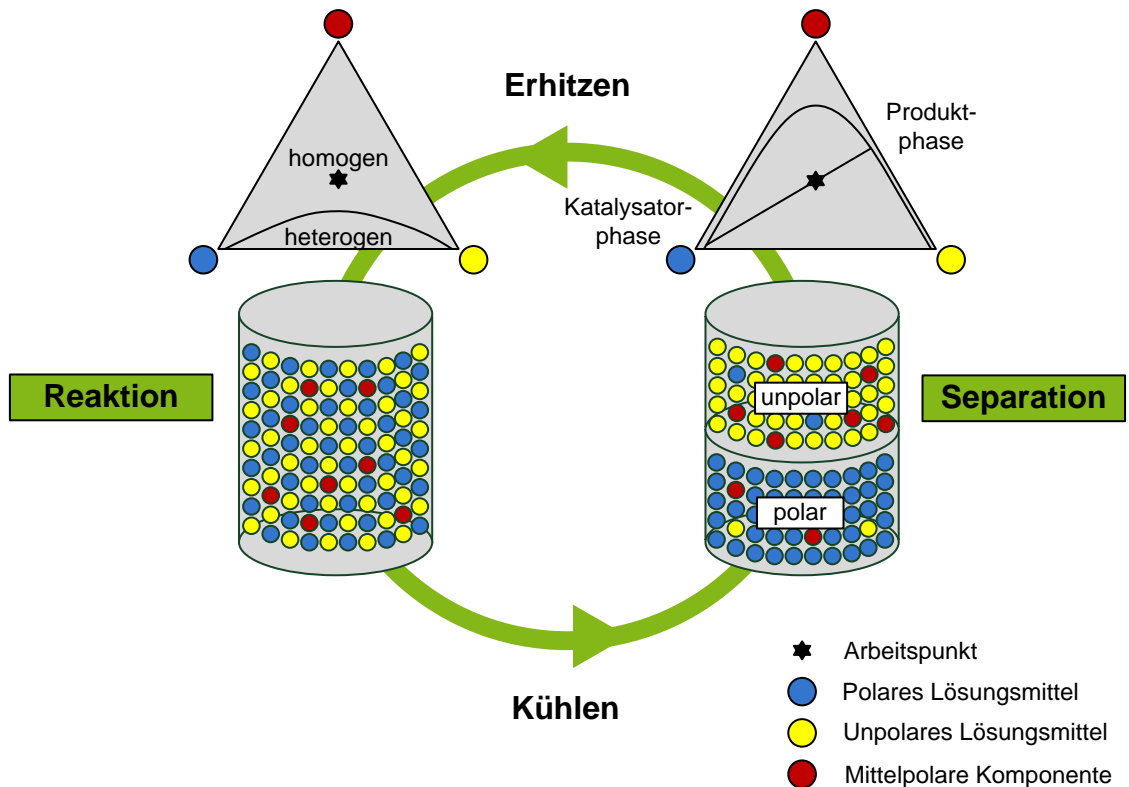 Erhitzen
homogen
heterogen
Produkt-
phase
Katalysator-
phase
Reaktion
unpolar
polar
Separation
Kühlen
Arbeitspunkt
Polares Lösungsmittel
Unpolares Lösungsmittel
Mittelpolare Komponente